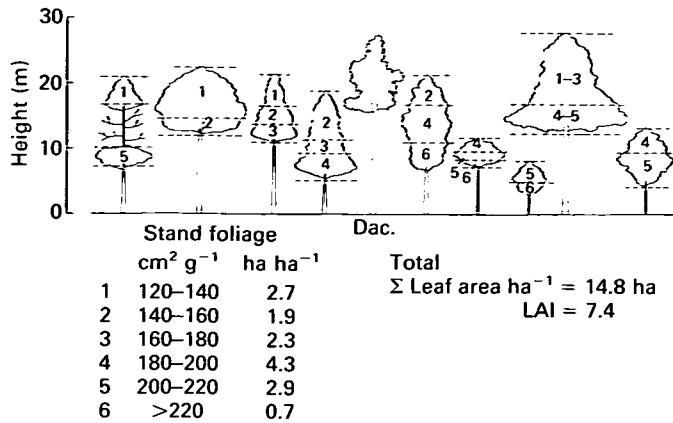 Height (m)
30
20
10
0
1
5
1
2
1
2
3
2
3
4
2
4
6
4
5
6
5
6
1–3
4–5
4
5
Dac.
Stand foliage
cm² g⁻¹ ha ha⁻¹
1 120–140 2.7
2 140–160 1.9
3 160–180 2.3
4 180–200 4.3
5 200–220 2.9
6 >220 0.7
Total
Σ Leaf area ha⁻¹ = 14.8 ha
LAI = 7.4